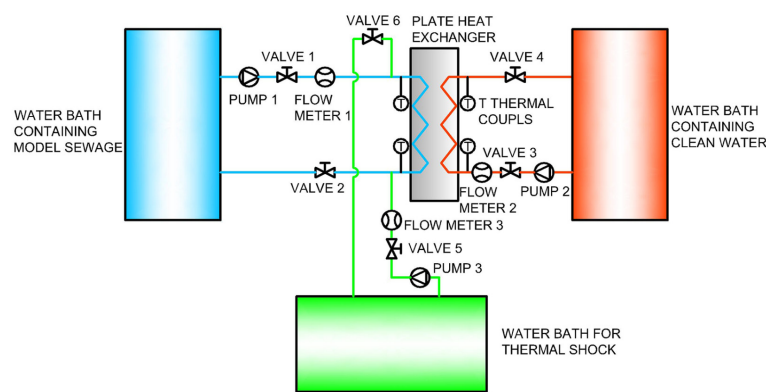 VALVE 6
PLATE HEAT
EXCHANGER
VALVE 1
VALVE 4
PUMP 1
FLOW
METER 1
T
T
T THERMAL
COUPLS
WATER BATH
CONTAINING
MODEL SEWAGE
WATER BATH
CONTAINING
CLEAN WATER
T
T
VALVE 3
VALVE 2
FLOW
METER 2
PUMP 2
FLOW METER 3
VALVE 5
PUMP 3
WATER BATH FOR
THERMAL SHOCK